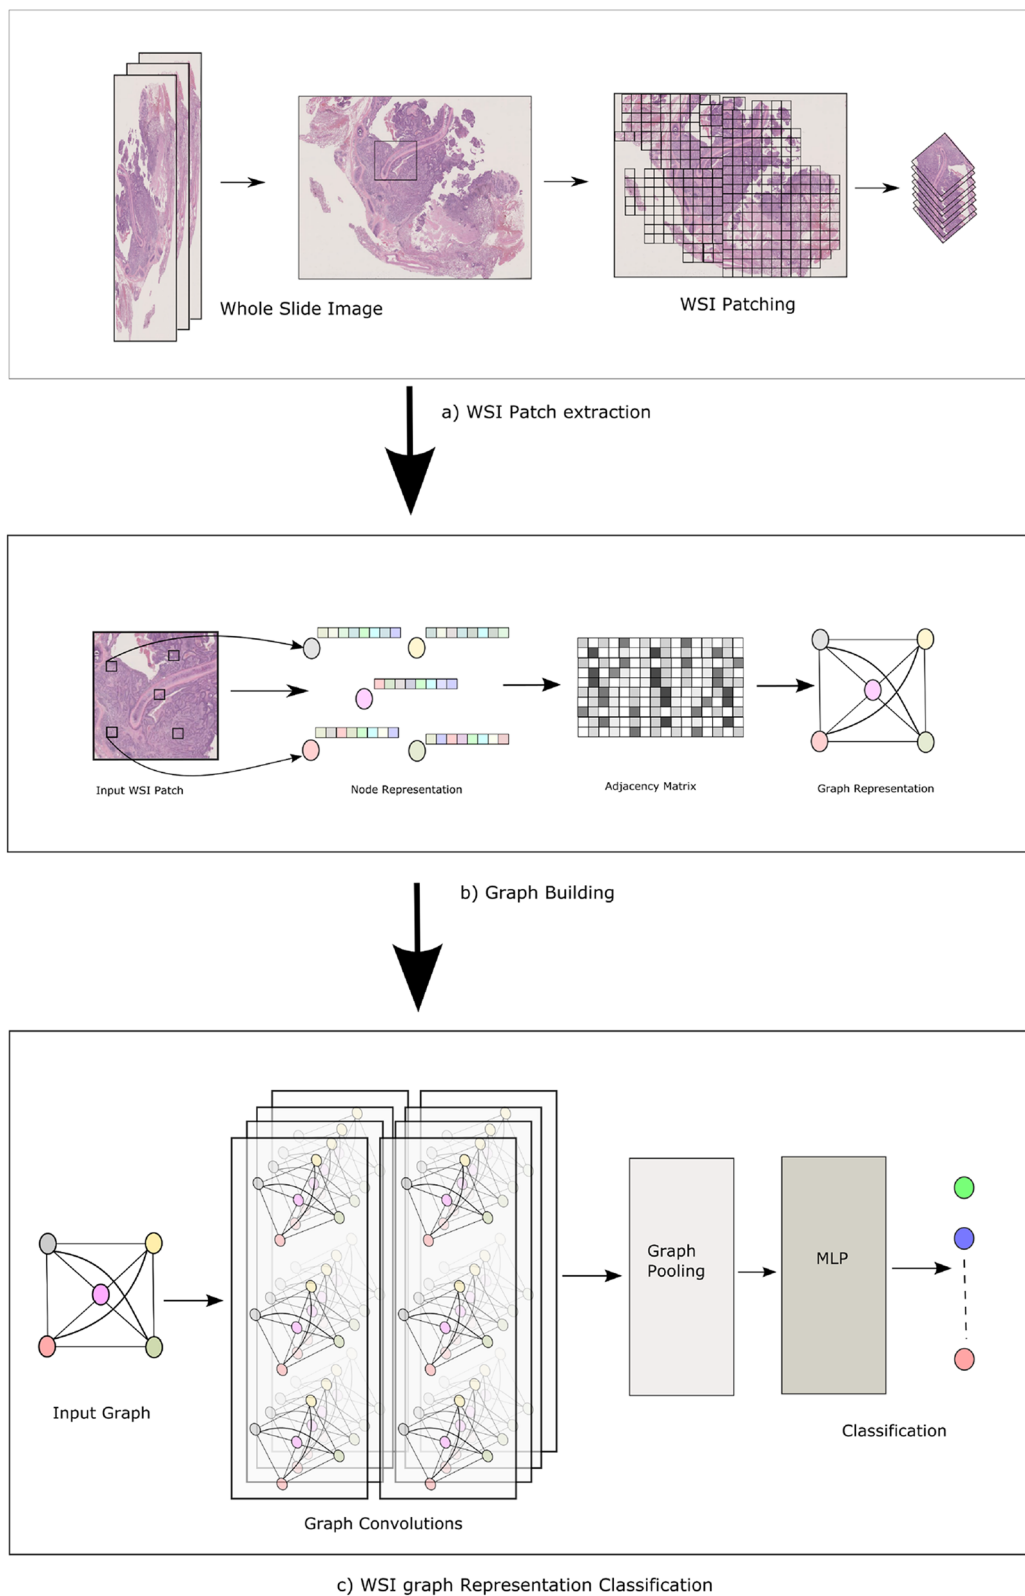 Whole Slide Image
WSI Patching
a) WSI Patch extraction
Input WSI Patch
Node Representation
Adjacency Matrix
Graph Representation
b) Graph Building
Input Graph
Graph Convolutions
Graph
Pooling
MLP
Classification
c) WSI graph Representation Classification